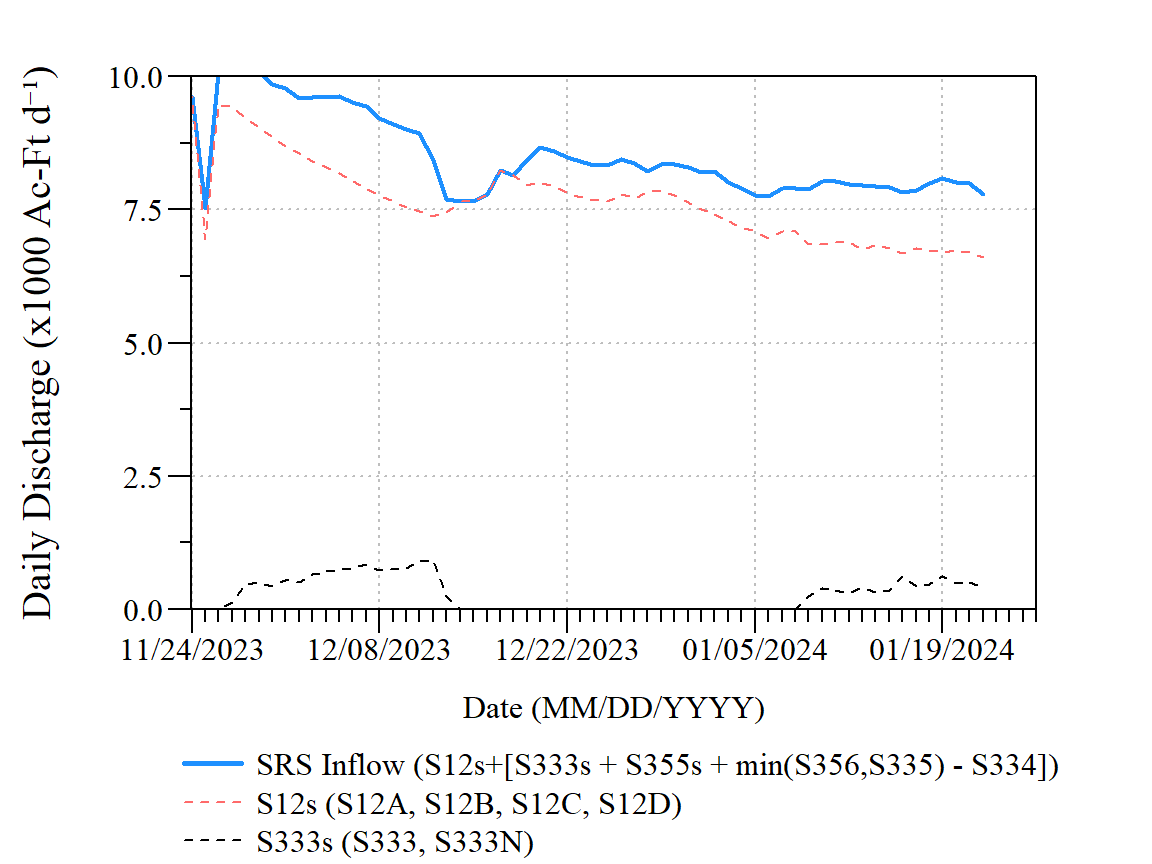 Daily Discharge (x1000 Ac-Ft d⁻¹)
10.0
7.5
5.0
2.5
0.0
11/24/2023 12/08/2023 12/22/2023 01/05/2024 01/19/2024
Date (MM/DD/YYYY)
SRS Inflow (S12s+[S333s + S355s + min(S356,S335) - S334])
S12s (S12A, S12B, S12C, S12D)
S333s (S333, S333N)